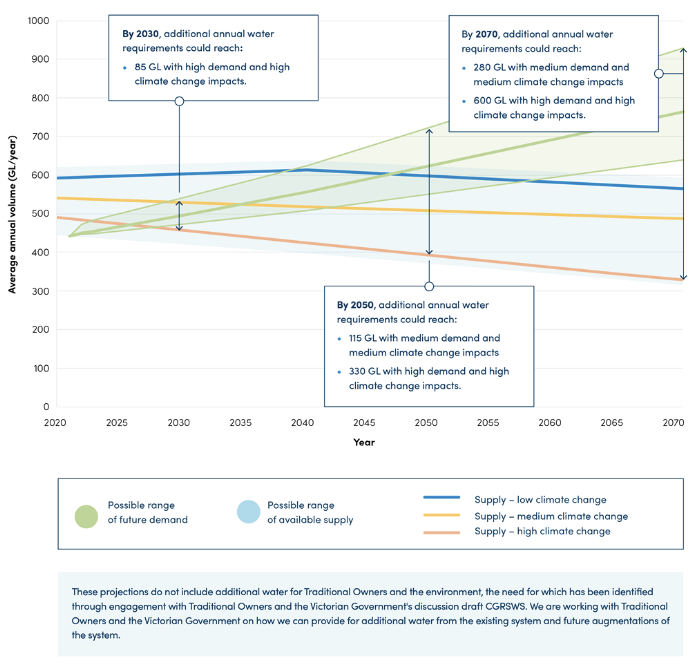 1000
900
800
700
600
500
400
300
200
100
0
Average annual volume (GL/year)
By 2030, additional annual water
requirements could reach:
• 85 GL with high demand and high
climate change impacts.
By 2070, additional annual water
requirements could reach:
• 280 GL with medium demand and
medium climate change impacts
• 600 GL with high demand and high
climate change impacts.
By 2050, additional annual water
requirements could reach:
• 115 GL with medium demand and
medium climate change impacts
• 330 GL with high demand and high
climate change impacts.
2020 2025 2030 2035 2040 2045 2050 2055 2060 2065 2070
Year
Possible range
of future demand
Possible range
of available supply
Supply – low climate change
Supply – medium climate change
Supply – high climate change
These projections do not include additional water for Traditional Owners and the environment, the need for which has been identified
through engagement with Traditional Owners and the Victorian Government's discussion draft CGRSWS. We are working with Traditional
Owners and the Victorian Government on how we can provide for additional water from the existing system and future augmentations of
the system.